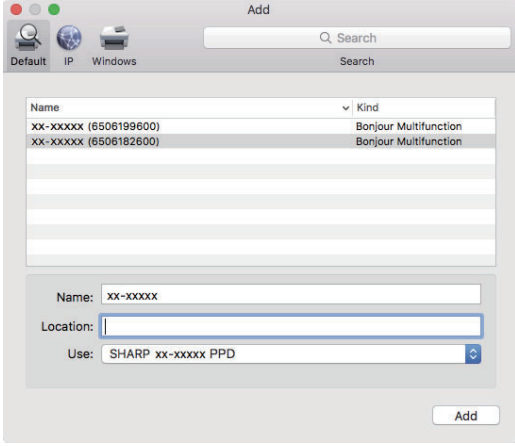 Add
Search
Default IP Windows Search
Name Kind
xx-xxxxx (6506199600) Bonjour Multifunction
xx-xxxxx (6506182600) Bonjour Multifunction
Name: xx-xxxxx
Location:
Use: SHARP xx-xxxxx PPD
Add